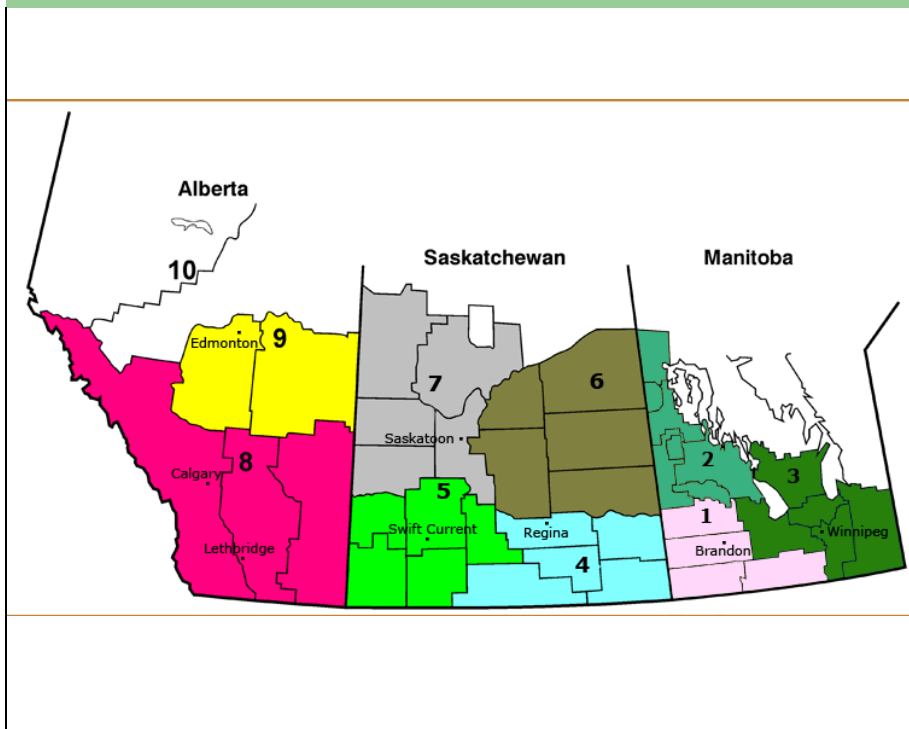 Alberta
10
Saskatchewan
Manitoba
Edmonton
9
7
6
Saskatoon
Calgary
8
2
3
5
1
Swift Current
Regina
Winnipeg
Lethbridge
4
Brandon